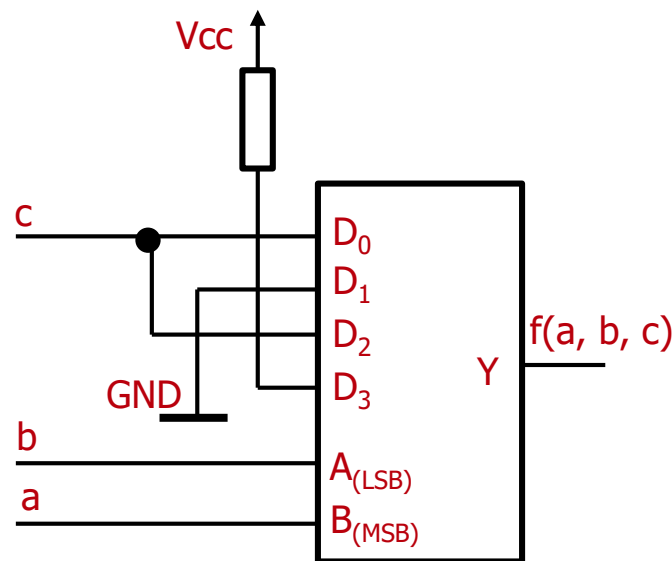 Vcc
c
D₀
D₁
D₂
f(a, b, c)
Y
GND
D₃
b
A(LSB)
a
B(MSB)